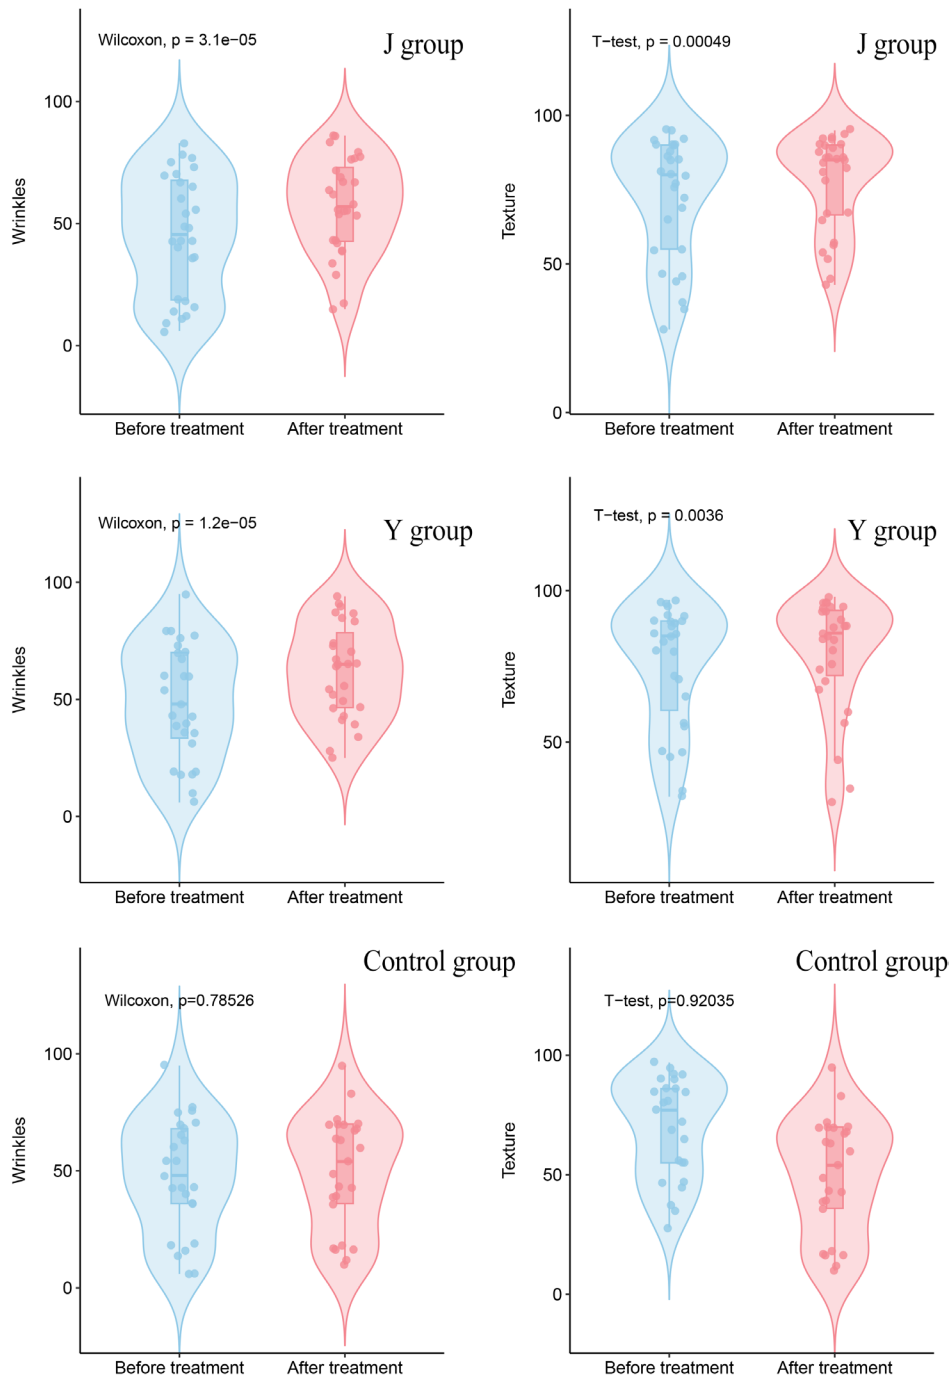 Wilcoxon, p = 3.1e−05
J group
Wrinkles
100
50
0
Before treatment
After treatment
T−test, p = 0.00049
J group
Texture
100
50
0
Before treatment
After treatment
Wilcoxon, p = 1.2e−05
Y group
Wrinkles
100
50
0
Before treatment
After treatment
T−test, p = 0.0036
Y group
Texture
100
50
Before treatment
After treatment
Control group
Wilcoxon, p=0.78526
Wrinkles
100
50
0
Before treatment
After treatment
Control group
T−test, p=0.92035
Texture
100
50
0
Before treatment
After treatment